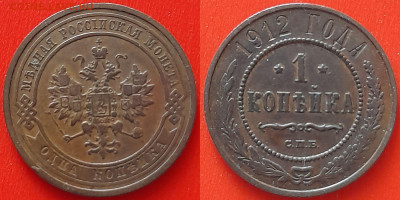 МѢДНАЯ РОССІЙСКАЯ МОНЕТА
ОДНА КОПѢЙКА
1912 ГОДА
1
КОПѢЙКА
С.П.Б.